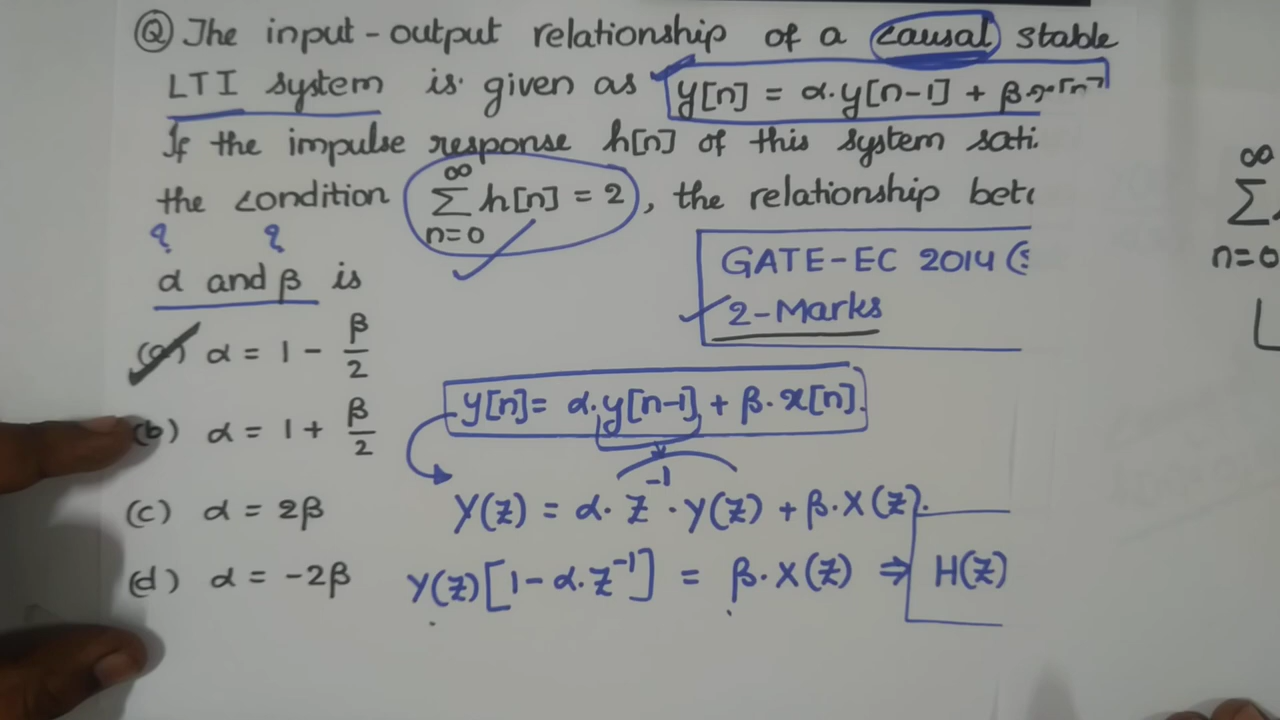 Q The input-output relationship of a causal stable
LTI system is given as y[n] = α.y[n-1] + β.x[n]
If the impulse response h[n] of this system
the condition ∑ h[n] = 2, the relationship
∞
n=0
? ?
α and β is
GATE-EC 2014
2-Marks
(a) α = 1 - β/2
(b) α = 1 + β/2
(c) α = 2β
(d) α = -2β
y[n] = α.y[n-1] + β.x[n].
Y(z) = α. z⁻¹ . Y(z) + β.X(z).
Y(z)[1 - α.z⁻¹] = β.X(z) ⇒ H(z)
∞
∑
n=0